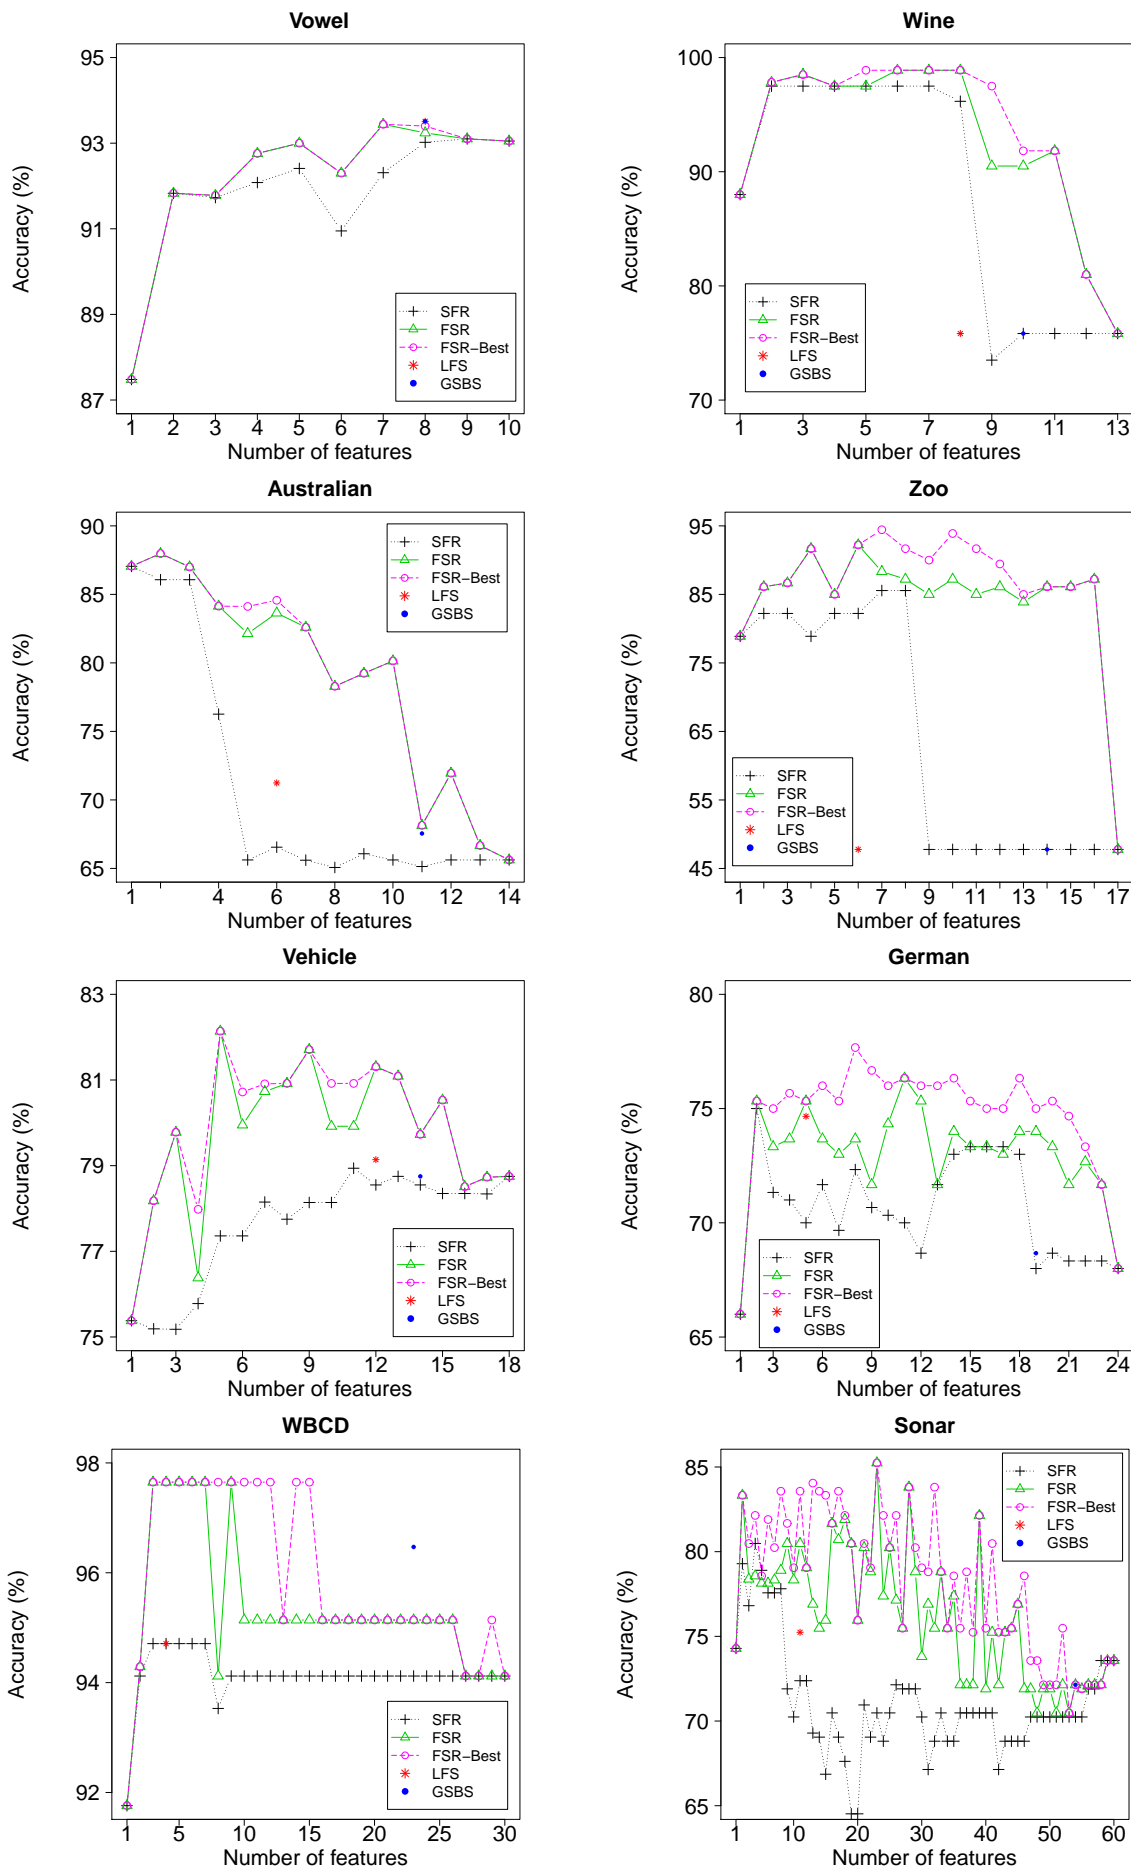 Vowel
Accuracy (%)
95
93
91
89
87
SFR
FSR
FSR−Best
LFS
GSBS
1 2 3 4 5 6 7 8 9 10
Number of features
Wine
Accuracy (%)
100
90
80
70
SFR
FSR
FSR−Best
LFS
GSBS
1 3 5 7 9 11 13
Number of features
Australian
Accuracy (%)
90
85
80
75
70
65
SFR
FSR
FSR−Best
LFS
GSBS
1 4 6 8 10 12 14
Number of features
Zoo
Accuracy (%)
95
85
75
65
55
45
SFR
FSR
FSR−Best
LFS
GSBS
1 3 5 7 9 11 13 15 17
Number of features
Vehicle
Accuracy (%)
83
81
79
77
75
SFR
FSR
FSR−Best
LFS
GSBS
1 3 6 9 12 15 18
Number of features
German
Accuracy (%)
80
75
70
65
SFR
FSR
FSR−Best
LFS
GSBS
1 3 6 9 12 15 18 21 24
Number of features
WBCD
Accuracy (%)
98
96
94
92
SFR
FSR
FSR−Best
LFS
GSBS
1 5 10 15 20 25 30
Number of features
Sonar
Accuracy (%)
85
80
75
70
65
SFR
FSR
FSR−Best
LFS
GSBS
1 10 20 30 40 50 60
Number of features